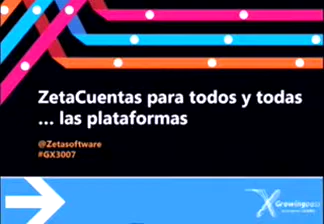 ZetaCuentas para todos y todas
... las plataformas
@Zetasoftware
#GX3007